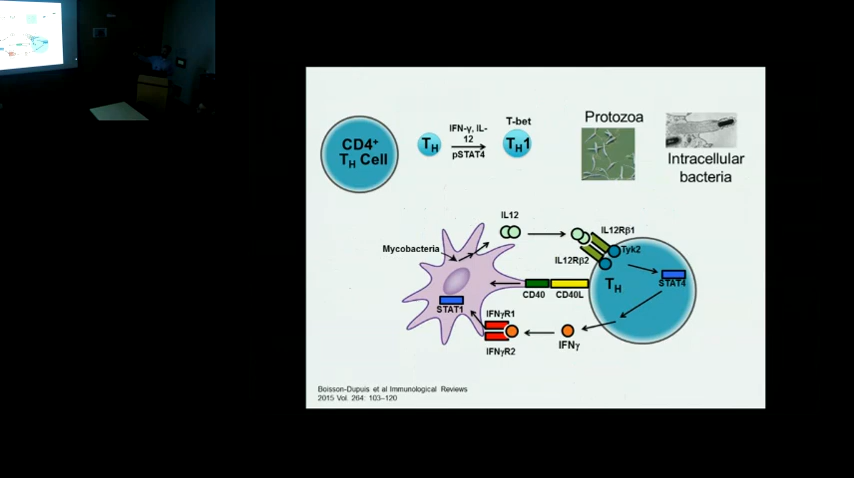 CD4+
TH Cell
TH
IFN-γ, IL-
12
pSTAT4
T-bet
TH1
Protozoa
Intracellular
bacteria
IL12
IL12Rβ1
Tyk2
IL12Rβ2
Mycobacteria
TH
STAT4
CD40
CD40L
STAT1
IFNγR1
IFNγ
IFNγR2
Boisson-Dupuis et al Immunological Reviews
2015 Vol. 264: 103–120